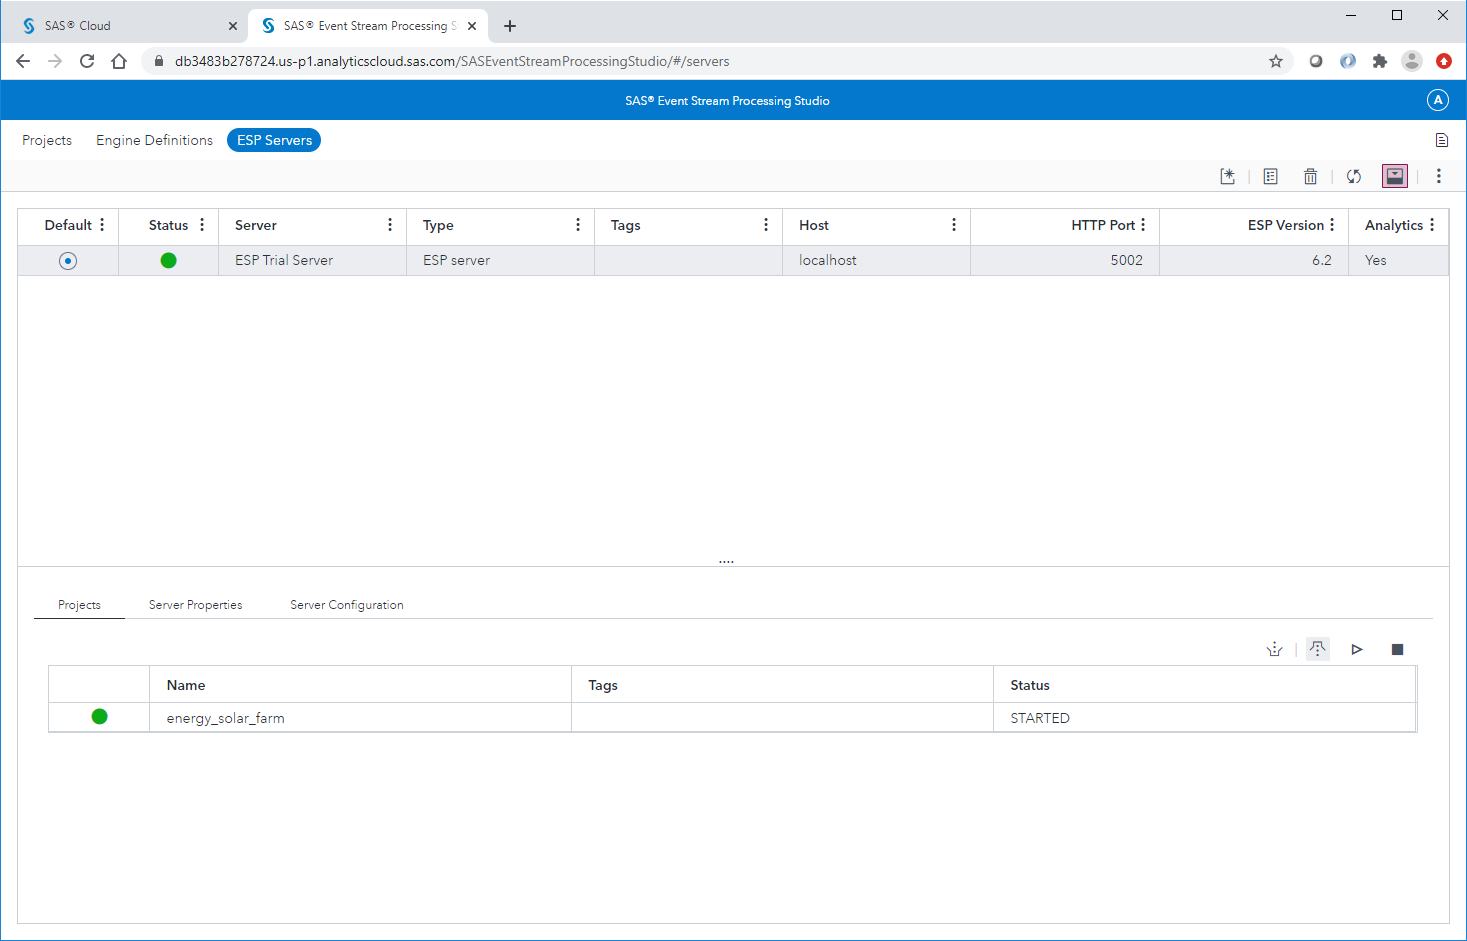 SAS® Cloud
SAS® Event Stream Processing S
db3483b278724.us-p1.analyticscloud.sas.com/SASEventStreamProcessingStudio/#/servers
SAS® Event Stream Processing Studio
A
Projects Engine Definitions ESP Servers
Default Status Server Type Tags Host HTTP Port ESP Version Analytics
ESP Trial Server ESP server localhost 5002 6.2 Yes
Projects Server Properties Server Configuration
Name Tags Status
energy_solar_farm STARTED